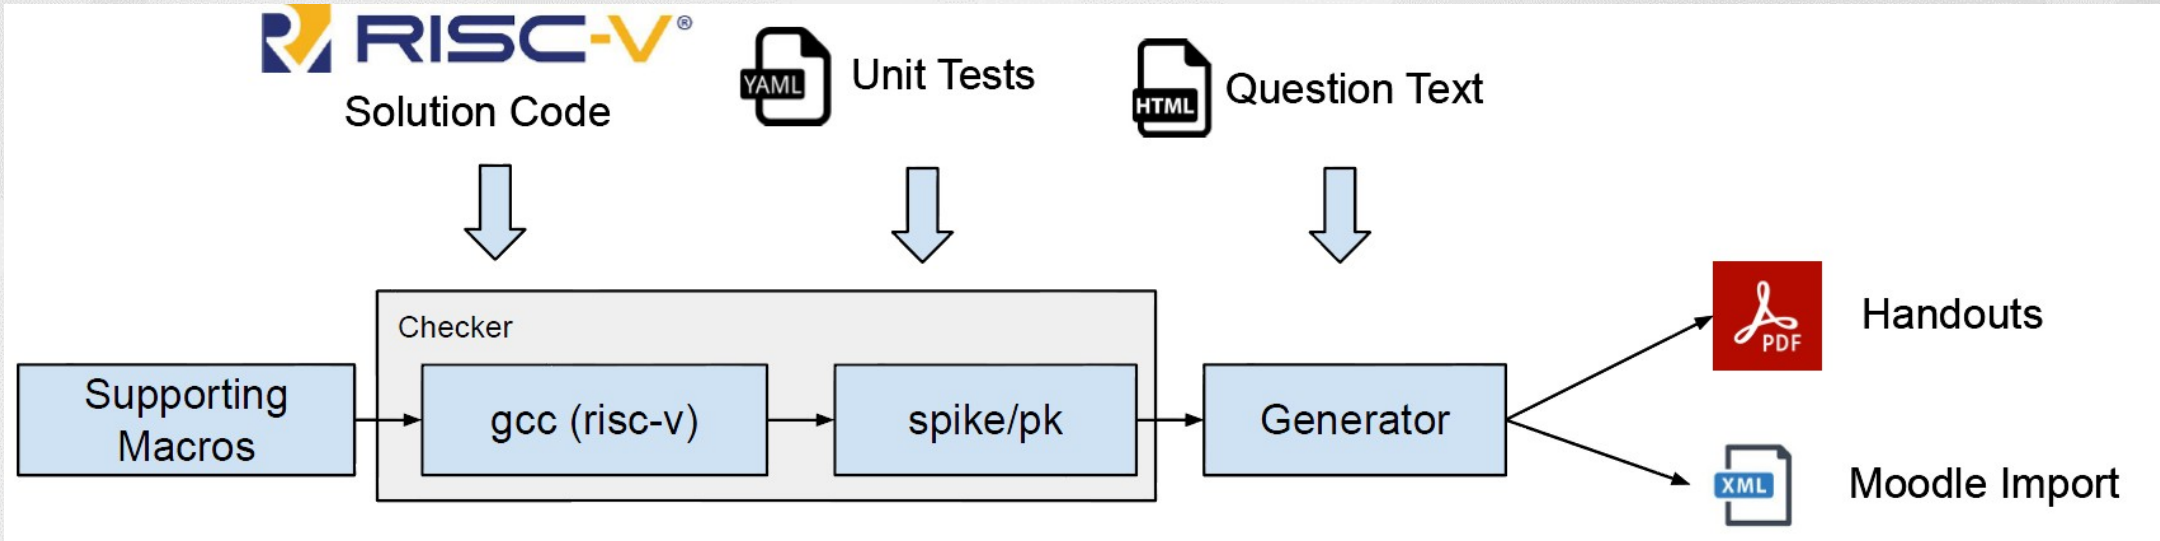 RISC-V®
Solution Code
YAML
Unit Tests
HTML
Question Text
Checker
Supporting
Macros
gcc (risc-v)
spike/pk
Generator
PDF
Handouts
XML
Moodle Import